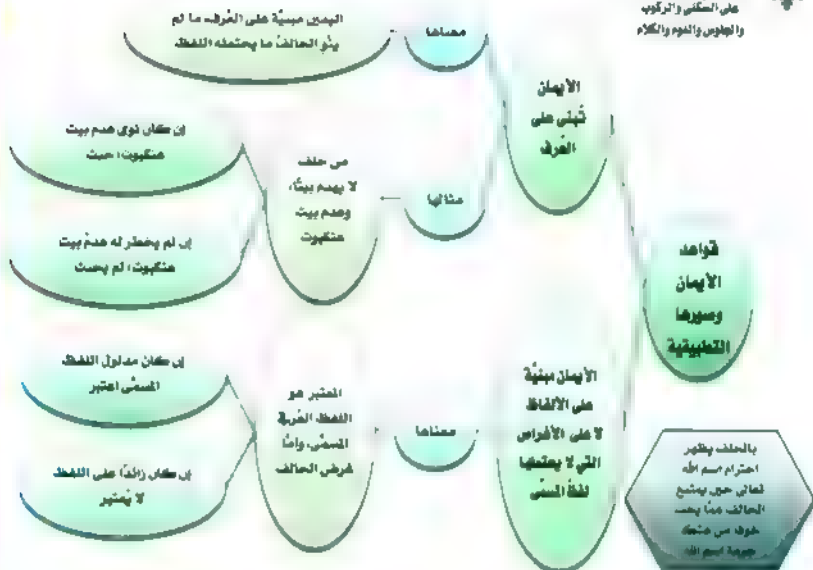 على السكنى والركوب
والجلوس والنوم والكلام
قواعد
الأيمان
وصورها
التطبيقية
الأيمان
تُبنى على
العُرف
معناها
اليمين مبنيَّة على العُرف، ما لم
ينوِ الحالفُ ما يحتمله اللفظ
مثالها
من حلف
لا يهدم بيتًا،
وهدم بيت
عنكبوت
إن كان نوى هدم بيت
عنكبوت؛ حنث
إن لم يخطر له هدمُ بيت
عنكبوت؛ لم يحنث
الأيمان مبنيَّة
على الألفاظ
لا على الأغراض
التي لا يحتملها
لفظُ المسمَّى
معناها
المعتبر هو
اللفظ العُرفي
المسمَّى، وأمَّا
غرض الحالف
إن كان مدلول اللفظ
المسمَّى اعتبر
إن كان زائدًا على اللفظ
لا يُعتبر
بالحلف يظهر
احترام اسم الله
تعالى حين يمتنع
الحالف عمَّا يحب
خوف من هتك
حرمة اسم الله